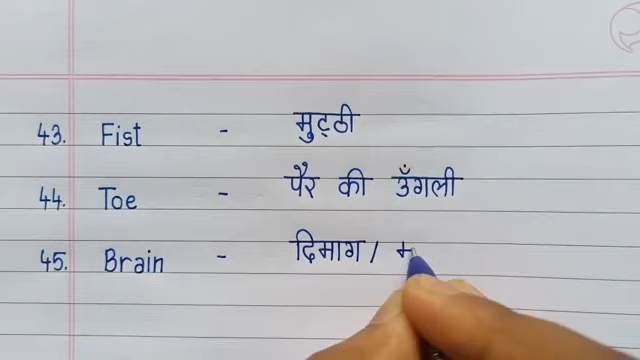 43. Fist - मुट्ठी
44. Toe - पैर की उँगली
45. Brain - दिमाग /